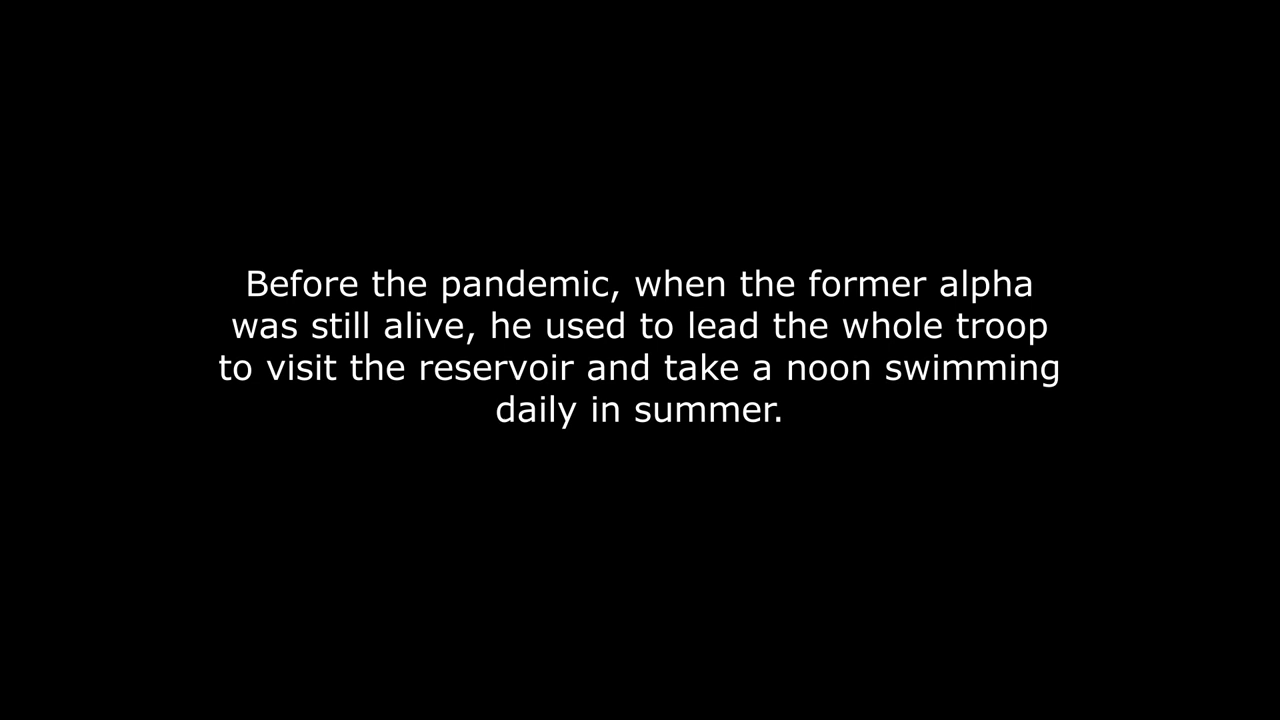 Before the pandemic, when the former alpha
was still alive, he used to lead the whole troop
to visit the reservoir and take a noon swimming
daily in summer.